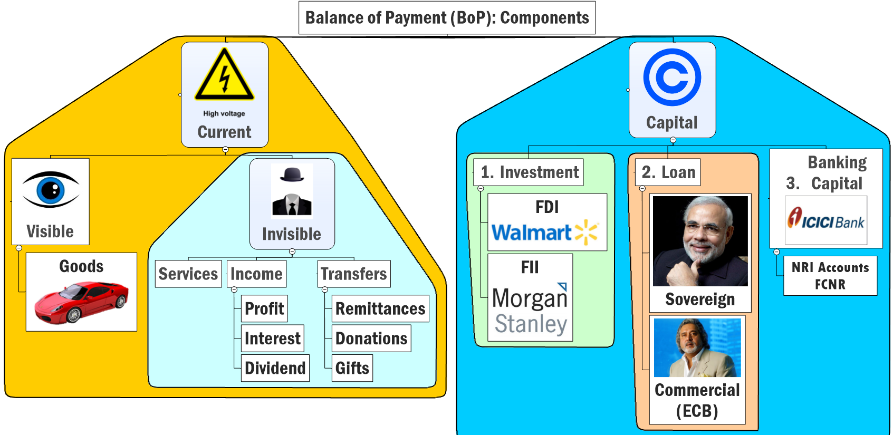 Balance of Payment (BoP): Components
High voltage
Current
Visible
Goods
Invisible
Services
Income
Profit
Interest
Dividend
Transfers
Remittances
Donations
Gifts
Capital
1. Investment
FDI
Walmart
FII
Morgan
Stanley
2. Loan
Sovereign
Commercial
(ECB)
Banking
3. Capital
ICICI Bank
NRI Accounts
FCNR